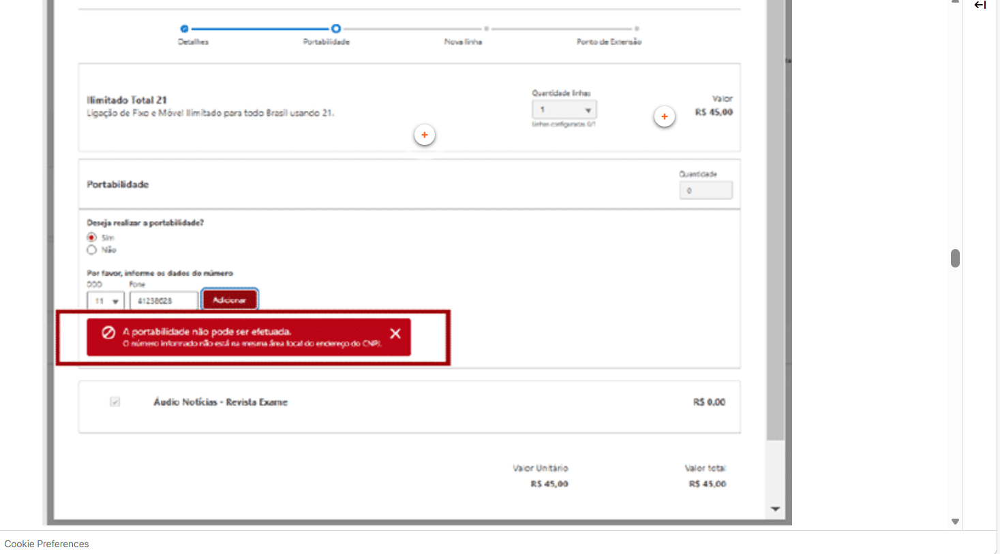 Detalhes
Portabilidade
Nova linha
Ponto de Extensão
Ilimitado Total 21
Ligação de Fixo e Móvel Ilimitado para todo Brasil usando 21.
Quantidade linhas
1
Linhas configuradas 0/1
Valor
R$ 45,00
Portabilidade
Quantidade
0
Deseja realizar a portabilidade?
Sim
Não
Por favor, informe os dados do número
DDD Fone
11 41238628 Adicionar
A portabilidade não pode ser efetuada.
O número informado não está na mesma área local do endereço do CNPJ.
Áudio Notícias - Revista Exame R$ 0,00
Valor Unitário Valor total
R$ 45,00 R$ 45,00
Cookie Preferences